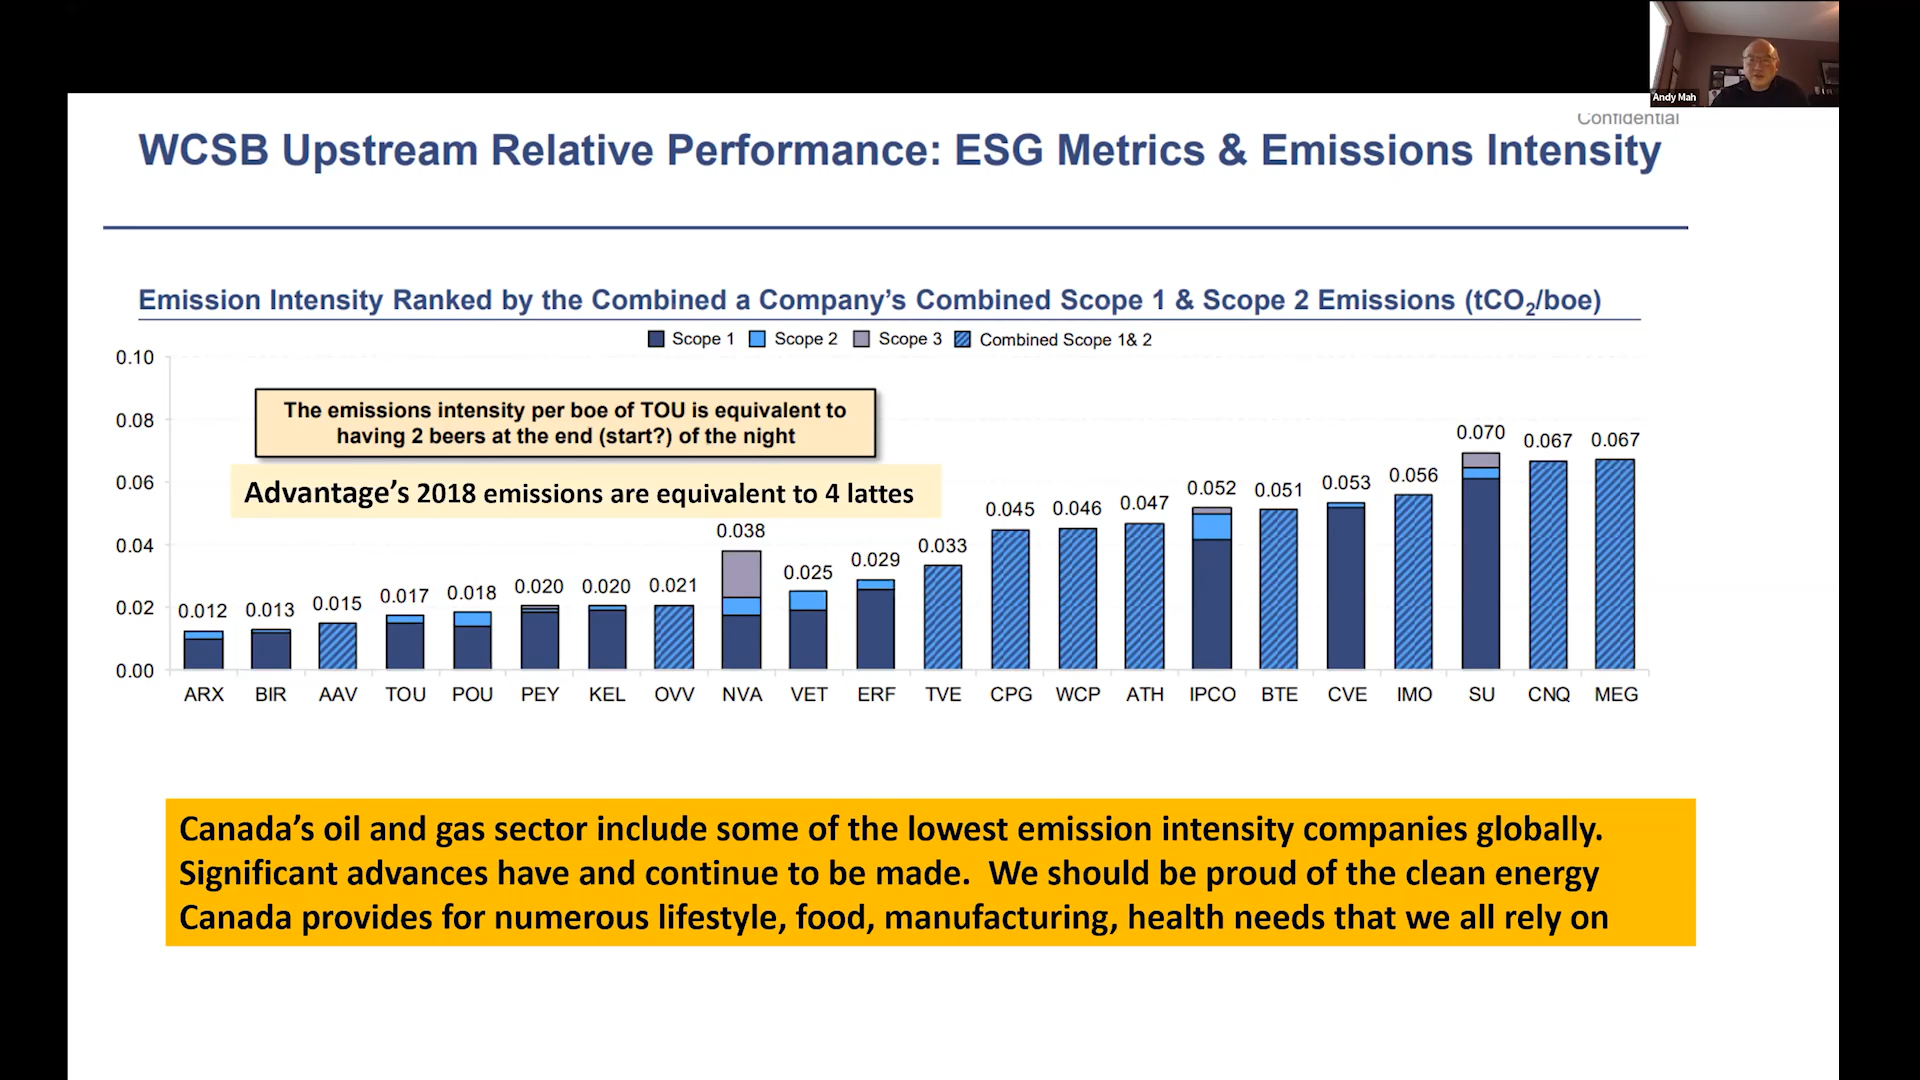 Andy Mah
Confidential
WCSB Upstream Relative Performance: ESG Metrics & Emissions Intensity
Emission Intensity Ranked by the Combined a Company's Combined Scope 1 & Scope 2 Emissions (tCO₂/boe)
Scope 1 Scope 2 Scope 3 Combined Scope 1& 2
0.10
0.08
0.06
0.04
0.02
0.00
The emissions intensity per boe of TOU is equivalent to
having 2 beers at the end (start?) of the night
Advantage's 2018 emissions are equivalent to 4 lattes
0.012 0.013 0.015 0.017 0.018 0.020 0.020 0.021 0.038 0.025 0.029 0.033 0.045 0.046 0.047 0.052 0.051 0.053 0.056 0.070 0.067 0.067
ARX BIR AAV TOU POU PEY KEL OVV NVA VET ERF TVE CPG WCP ATH IPCO BTE CVE IMO SU CNQ MEG
Canada's oil and gas sector include some of the lowest emission intensity companies globally.
Significant advances have and continue to be made.  We should be proud of the clean energy
Canada provides for numerous lifestyle, food, manufacturing, health needs that we all rely on